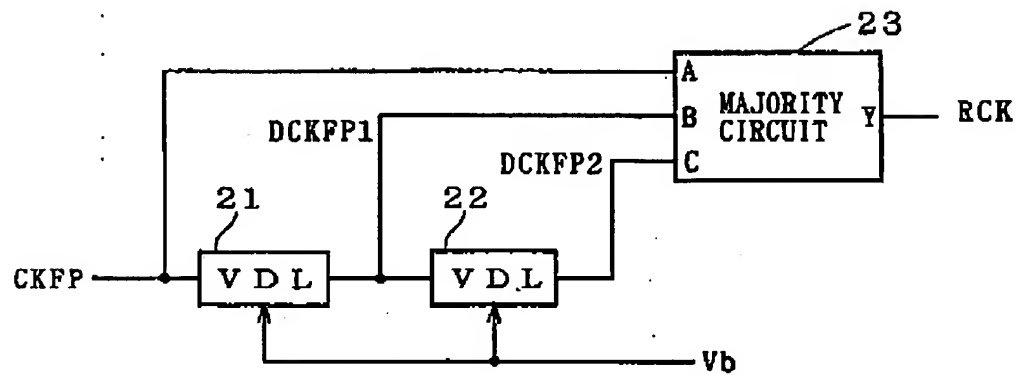 23
A
MAJORITY
CIRCUIT
B
Y
RCK
DCKFP1
DCKFP2
C
21
22
CKFP
VDL
VDL
Vb